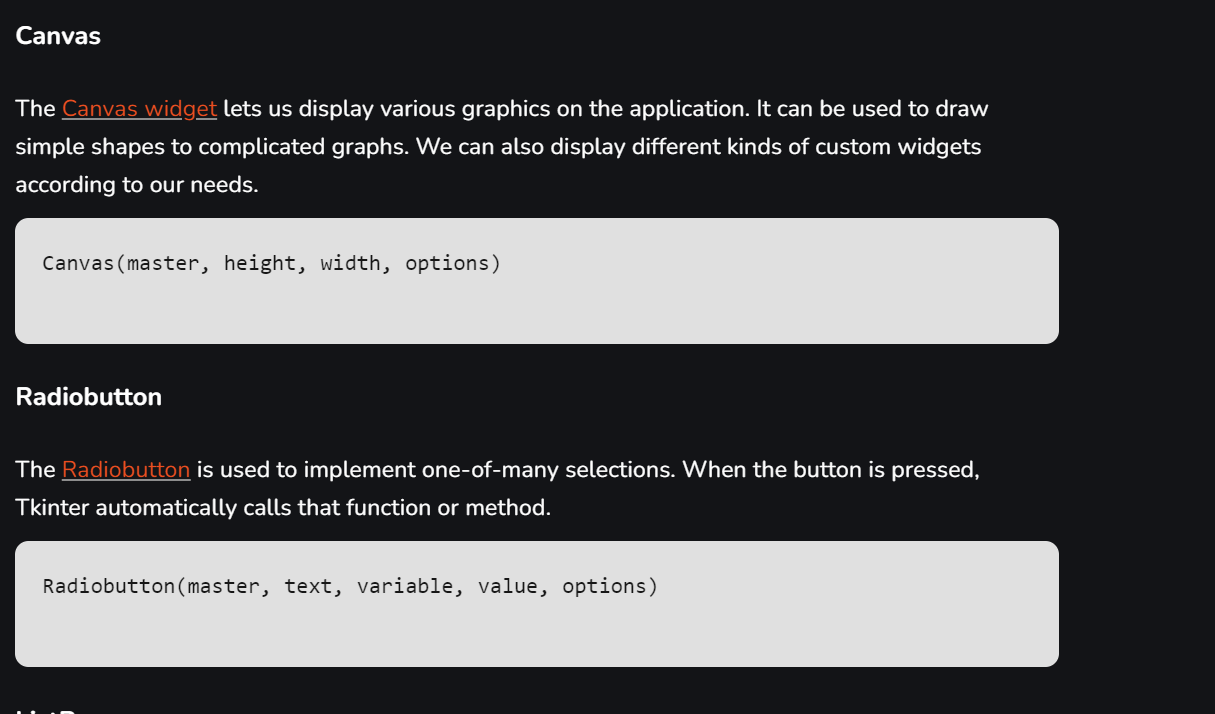 Canvas
The Canvas widget lets us display various graphics on the application. It can be used to draw
simple shapes to complicated graphs. We can also display different kinds of custom widgets
according to our needs.
Canvas(master, height, width, options)
Radiobutton
The Radiobutton is used to implement one-of-many selections. When the button is pressed,
Tkinter automatically calls that function or method.
Radiobutton(master, text, variable, value, options)